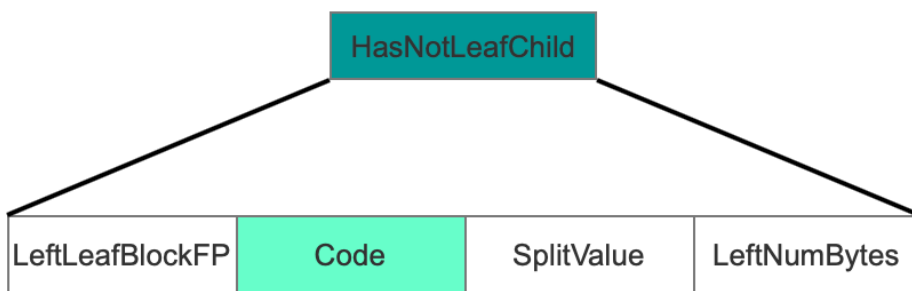 HasNotLeafChild
LeftLeafBlockFP Code SplitValue LeftNumBytes